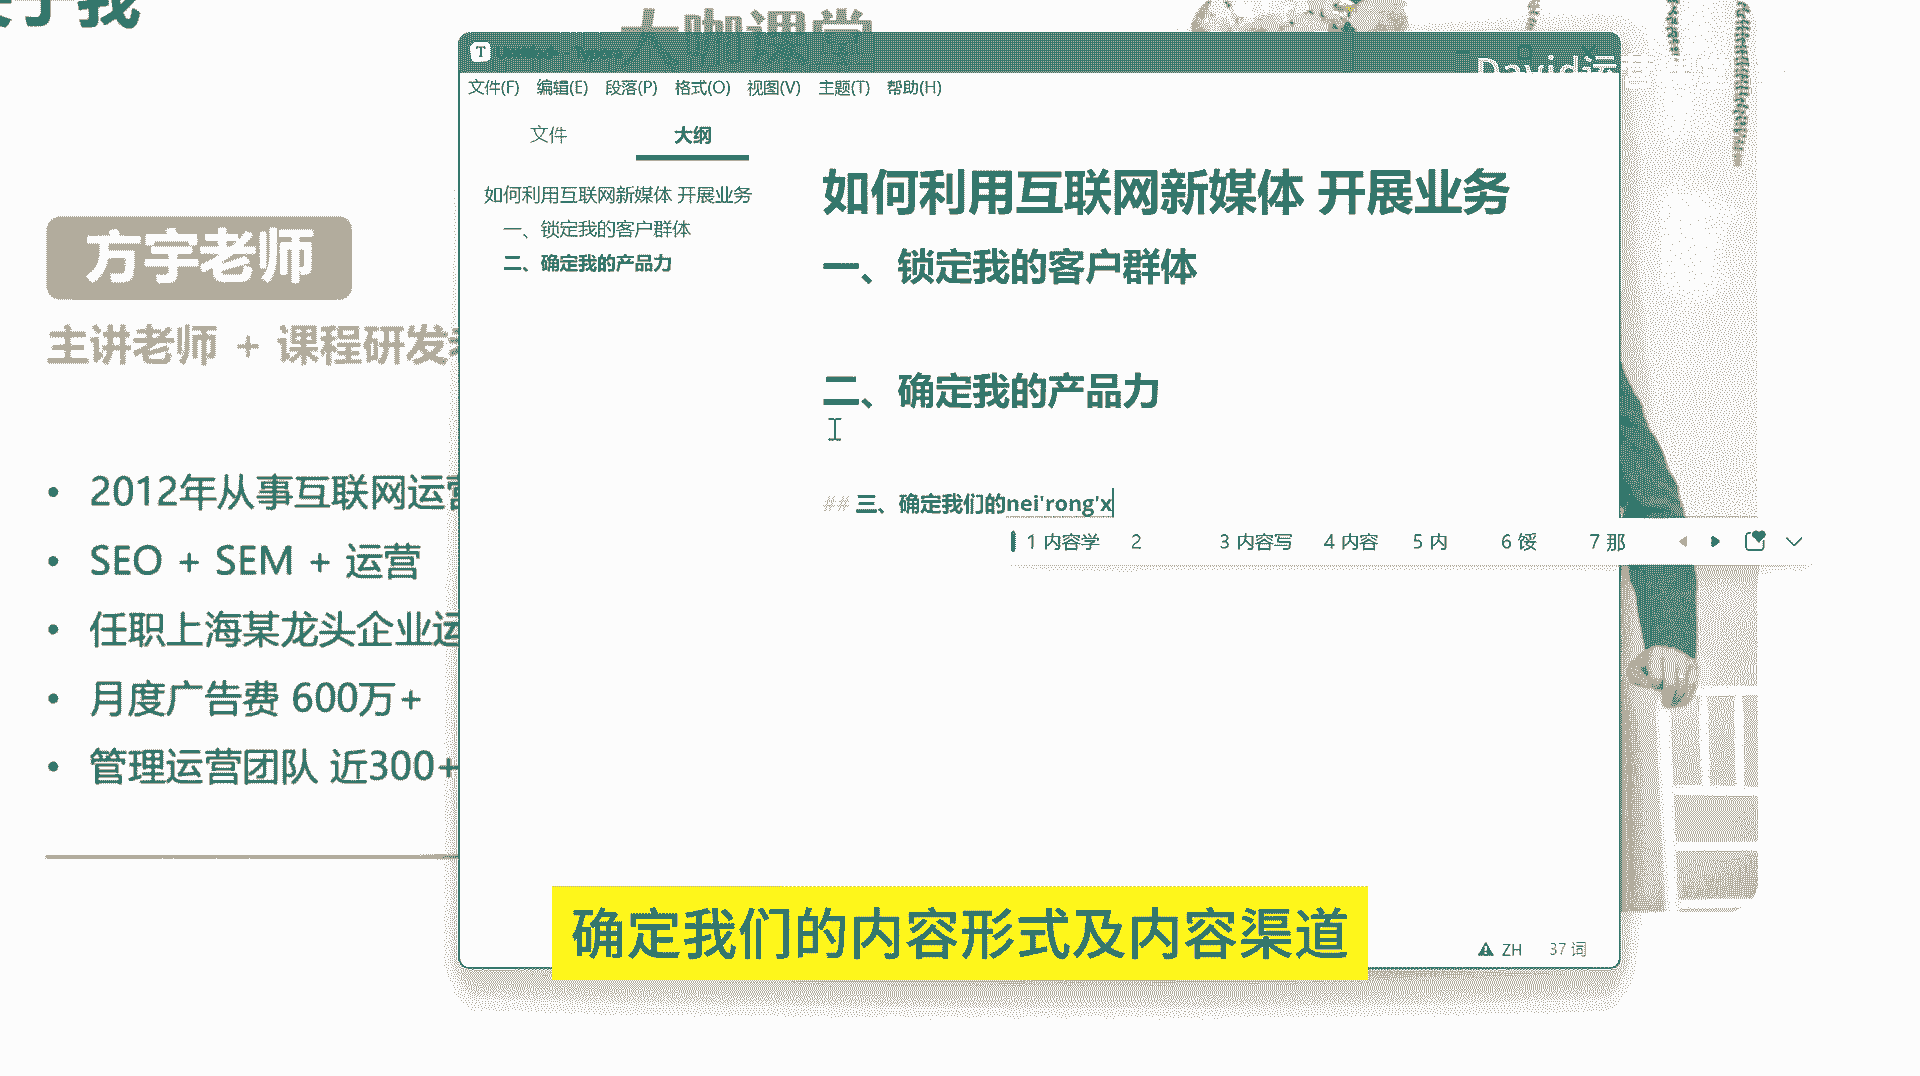 大咖课堂
David运
方宇老师
主讲老师 + 课程研发
• 2012年从事互联网运营
• SEO + SEM + 运营
• 任职上海某龙头企业运
• 月度广告费 600万+
• 管理运营团队 近300+
文件(F) 编辑(E) 段落(P) 格式(O) 视图(V) 主题(T) 帮助(H)
文件 大纲
如何利用互联网新媒体 开展业务
一、锁定我的客户群体
二、确定我的产品力
如何利用互联网新媒体 开展业务
一、锁定我的客户群体
二、确定我的产品力
## 三、确定我们的nei'rong'x
1 内容学 2 3 内容写 4 内容 5 内 6 馁 7 那
确定我们的内容形式及内容渠道
ZH 37 词